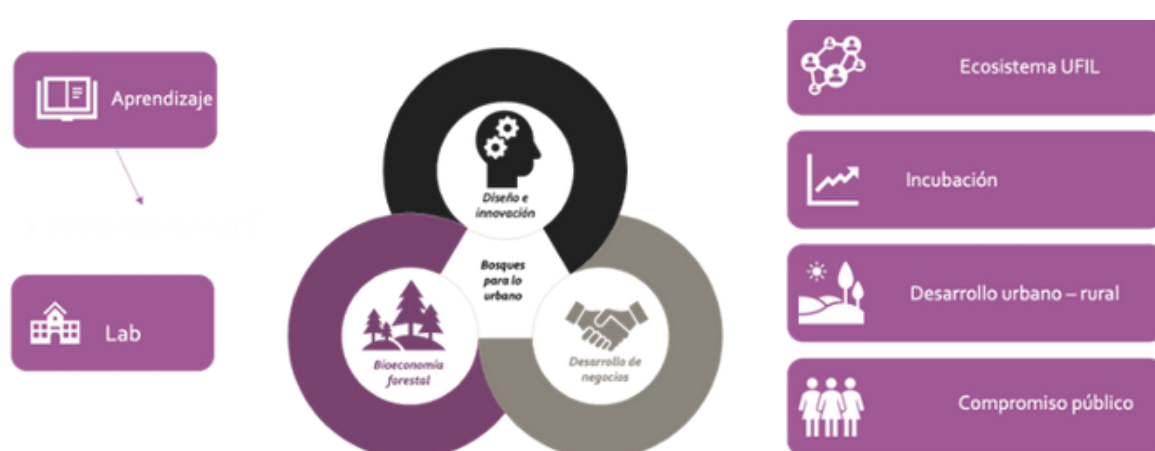 Aprendizaje
Lab
Diseño e
innovación
Bosques
para lo
urbano
Bioeconomía
forestal
Desarrollo de
negocios
Ecosistema UFIL
Incubación
Desarrollo urbano – rural
Compromiso público